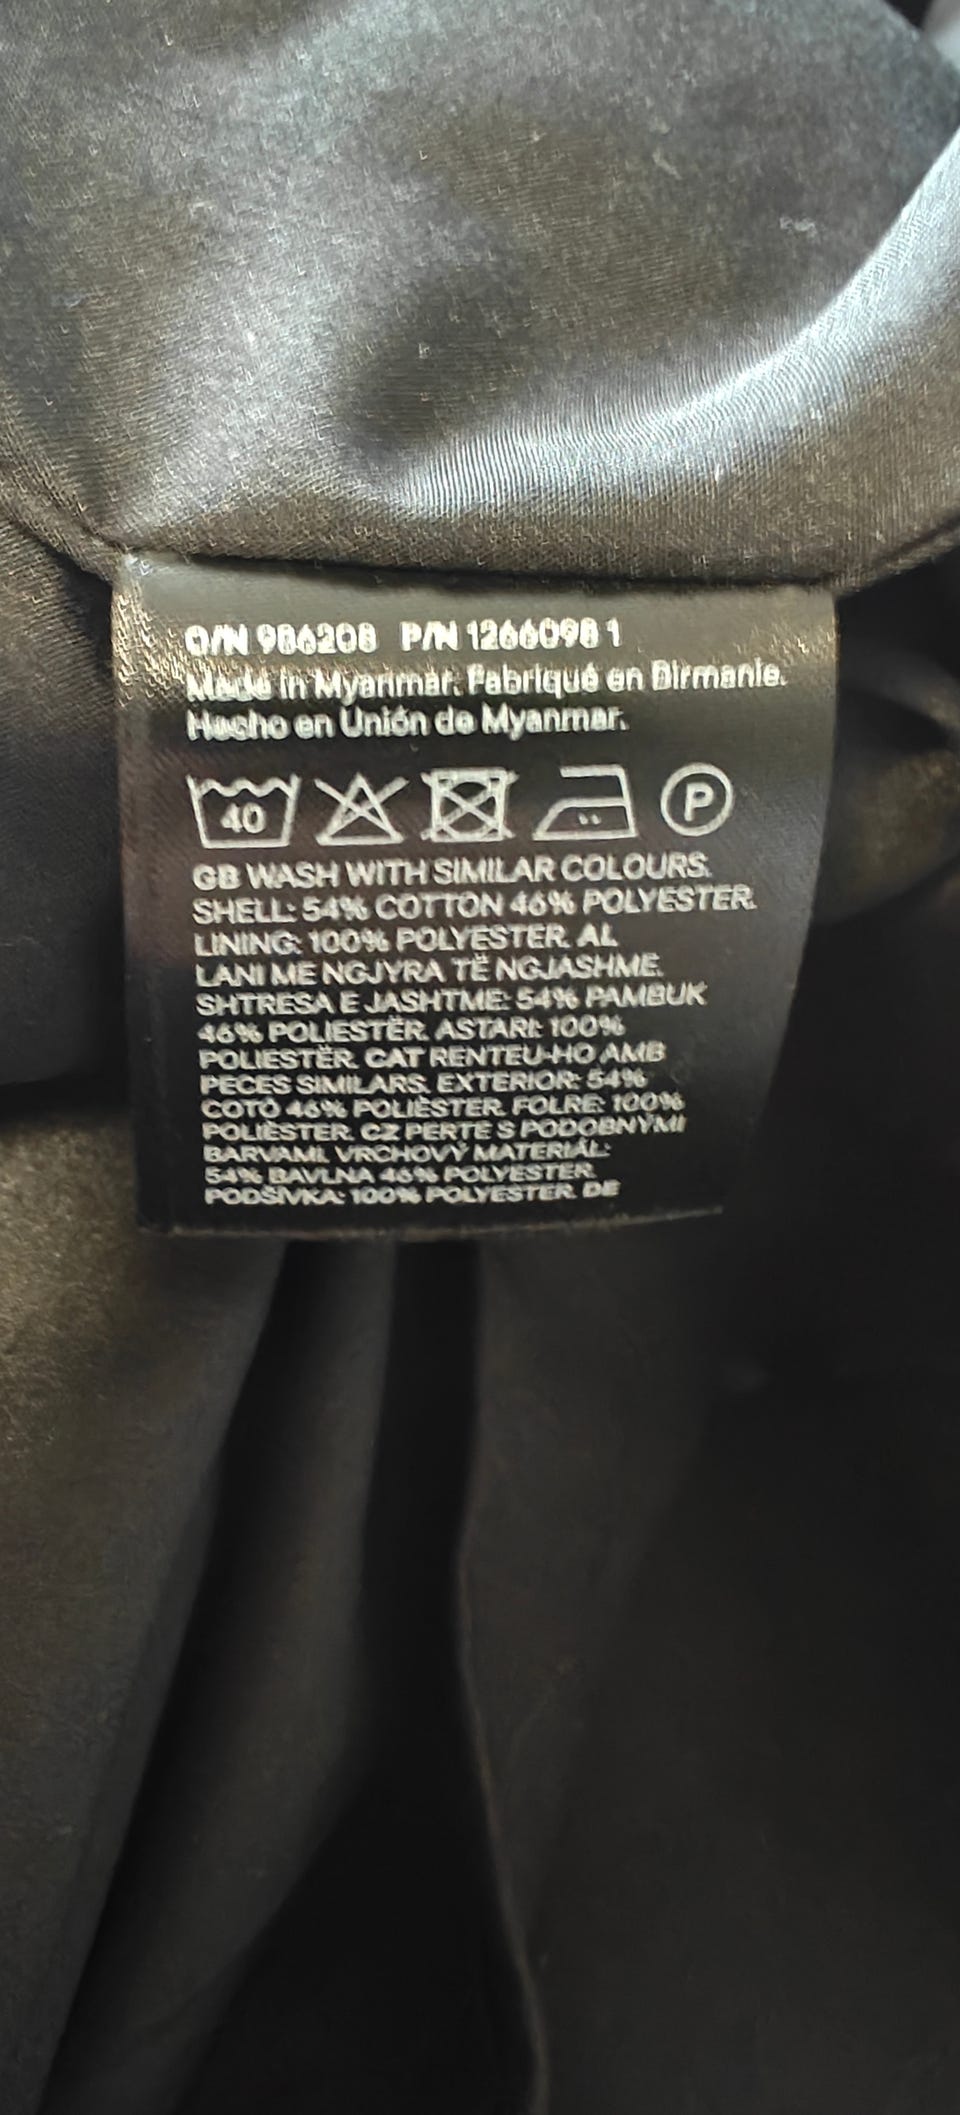 O/N 986208 P/N 1266098 1
Made in Myanmar. Fabriqué en Birmanie.
Hecho en Unión de Myanmar.
40 P
GB WASH WITH SIMILAR COLOURS.
SHELL: 54% COTTON 46% POLYESTER.
LINING: 100% POLYESTER. AL
LANI ME NGJYRA TË NGJASHME.
SHTRESA E JASHTME: 54% PAMBUK
46% POLIESTËR. ASTARI: 100%
POLIESTËR. CAT RENTEU-HO AMB
PECES SIMILARS. EXTERIOR: 54%
COTÓ 46% POLIÈSTER. FOLRE: 100%
POLIÈSTER. CZ PERTE S PODOBNÝMI
BARVAMI. VRCHOVÝ MATERIÁL:
54% BAVLNA 46% POLYESTER.
PODŠÍVKA: 100% POLYESTER. DE